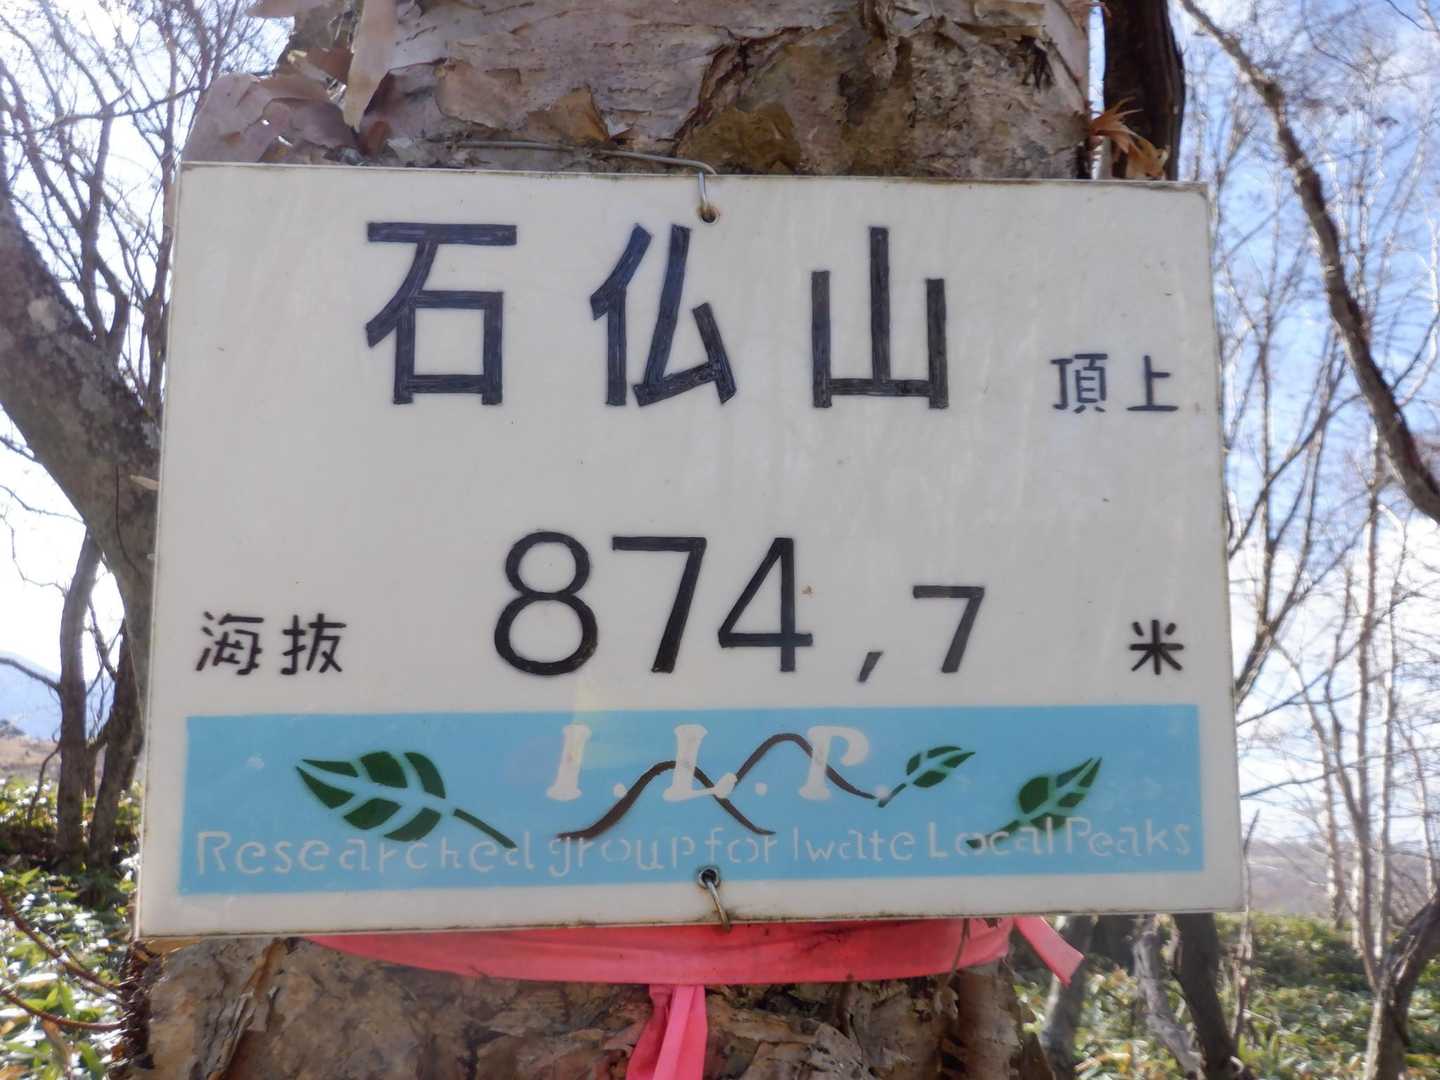 石仏山 頂上
海抜 874,7 米
I.L.P.
Researched group for Iwate Local Peaks